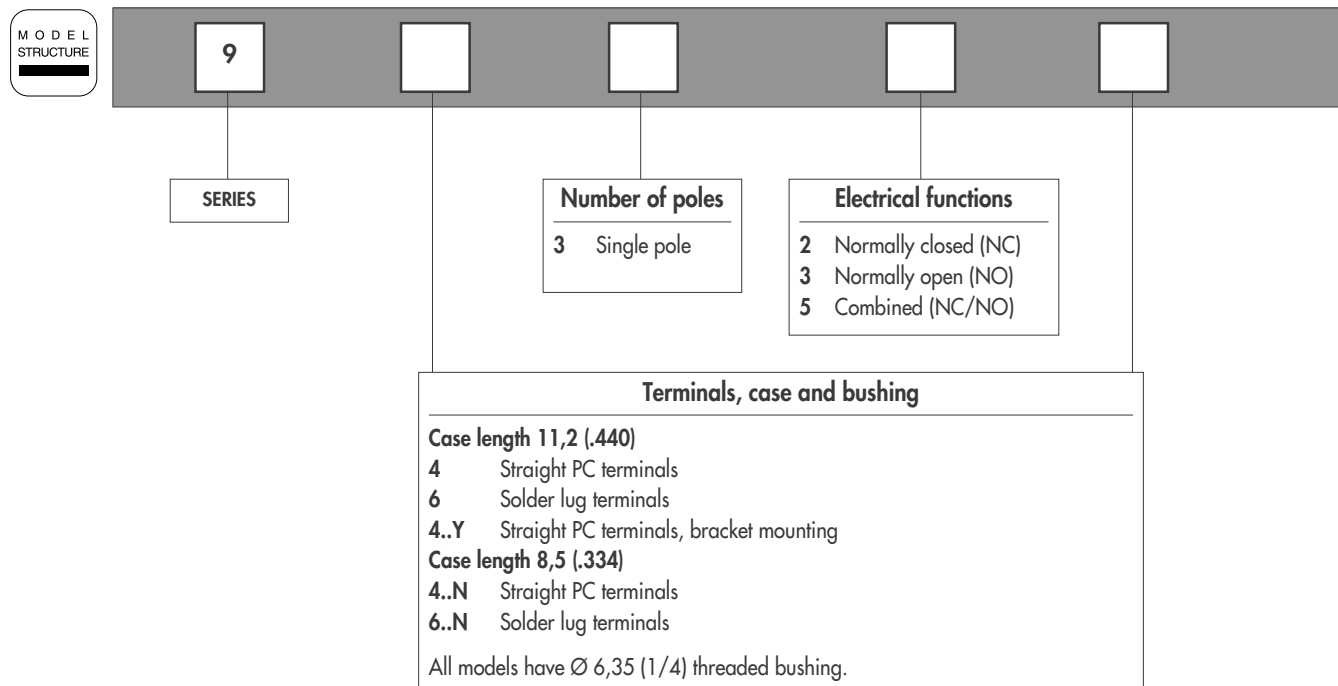 MODEL
STRUCTURE
9
SERIES
Number of poles
3 Single pole
Electrical functions
2 Normally closed (NC)
3 Normally open (NO)
5 Combined (NC/NO)
Terminals, case and bushing
Case length 11,2 (.440)
4 Straight PC terminals
6 Solder lug terminals
4..Y Straight PC terminals, bracket mounting
Case length 8,5 (.334)
4..N Straight PC terminals
6..N Solder lug terminals
All models have Ø 6,35 (1/4) threaded bushing.